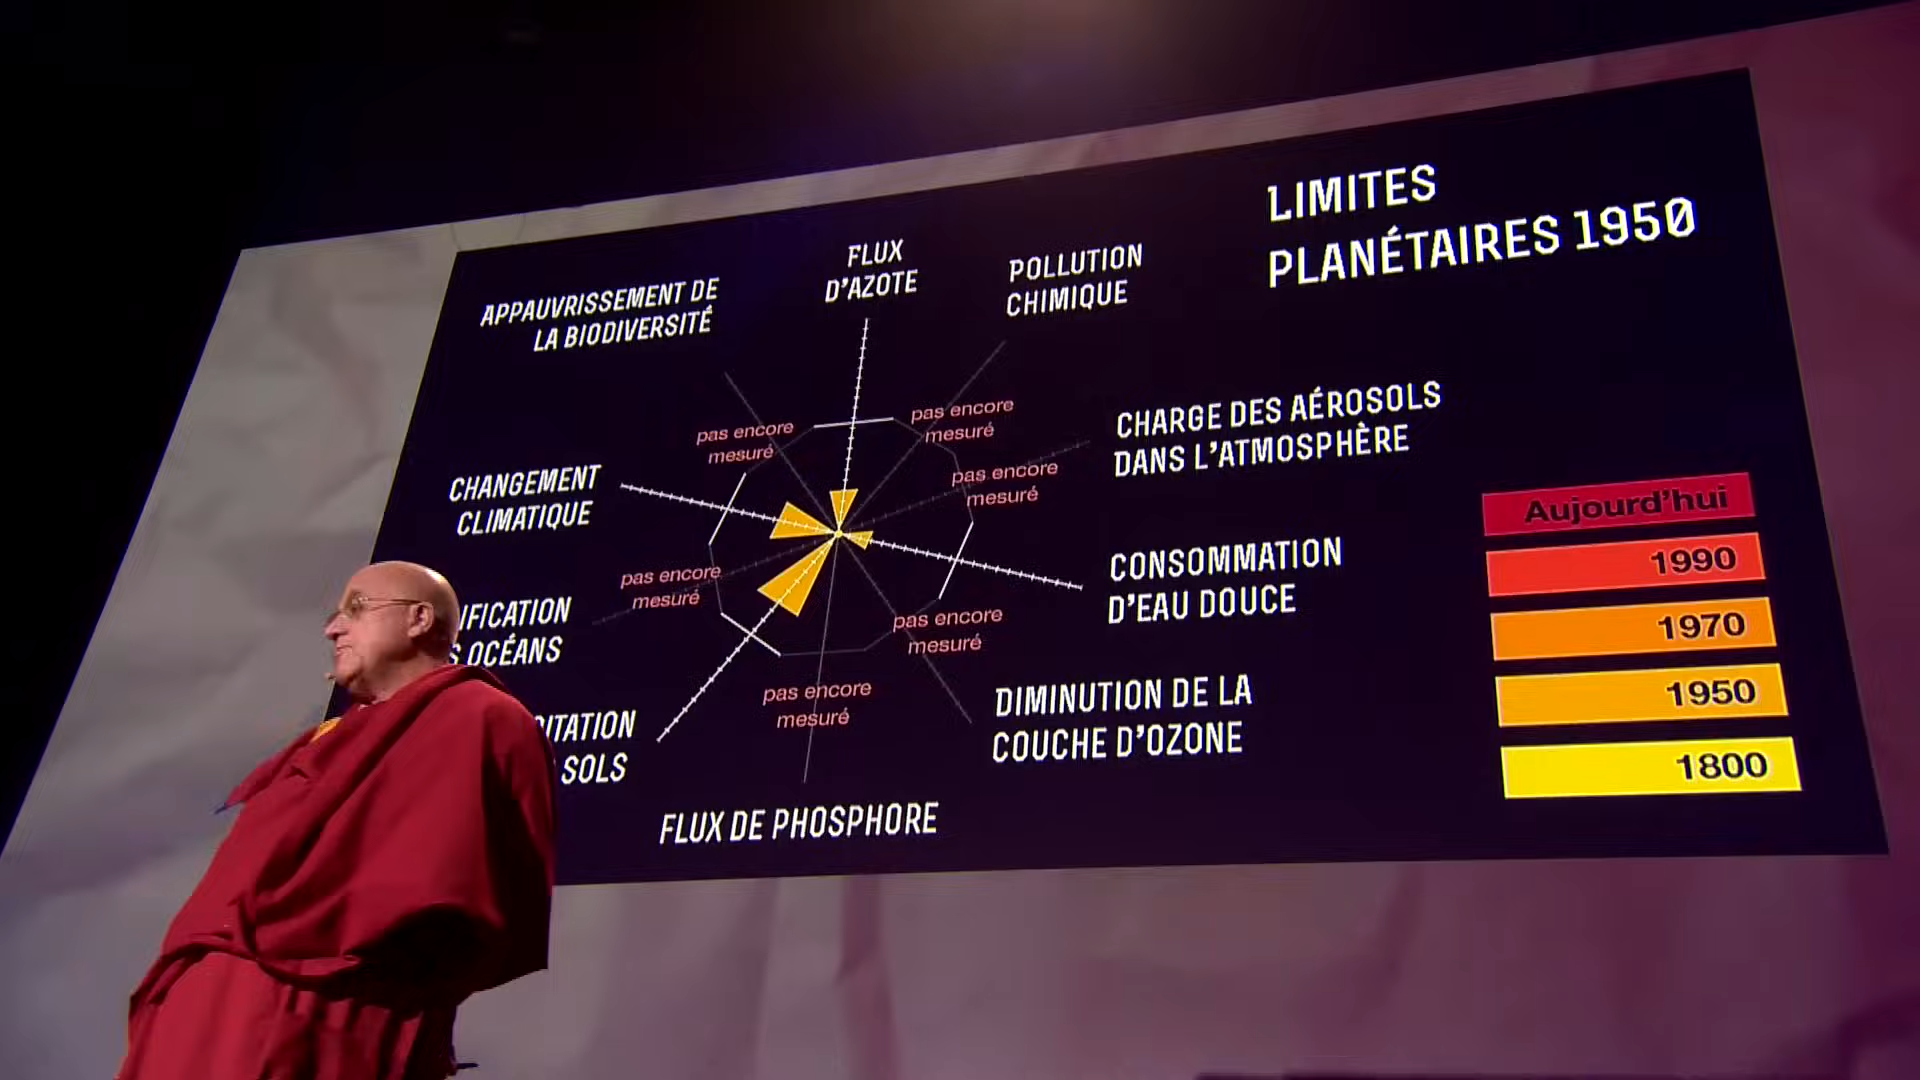 LIMITES
PLANÉTAIRES 1950
FLUX
D'AZOTE
POLLUTION
CHIMIQUE
APPAUVRISSEMENT DE
LA BIODIVERSITÉ
CHARGE DES AÉROSOLS
DANS L'ATMOSPHÈRE
pas encore
mesuré
pas encore
mesuré
pas encore
mesuré
CHANGEMENT
CLIMATIQUE
CONSOMMATION
D'EAU DOUCE
pas encore
mesuré
IFICATION
S OCÉANS
pas encore
mesuré
pas encore
mesuré
DIMINUTION DE LA
COUCHE D'OZONE
ITATION
SOLS
FLUX DE PHOSPHORE
Aujourd'hui
1990
1970
1950
1800